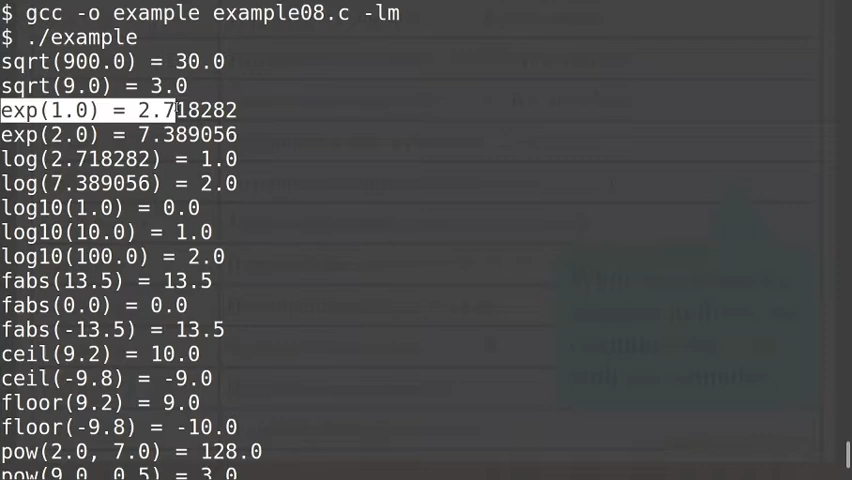 $ gcc -o example example08.c -lm
$ ./example
sqrt(900.0) = 30.0
sqrt(9.0) = 3.0
exp(1.0) = 2.718282
exp(2.0) = 7.389056
log(2.718282) = 1.0
log(7.389056) = 2.0
log10(1.0) = 0.0
log10(10.0) = 1.0
log10(100.0) = 2.0
fabs(13.5) = 13.5
fabs(0.0) = 0.0
fabs(-13.5) = 13.5
ceil(9.2) = 10.0
ceil(-9.8) = -9.0
floor(9.2) = 9.0
floor(-9.8) = -10.0
pow(2.0, 7.0) = 128.0
pow(9.0, 0.5) = 3.0